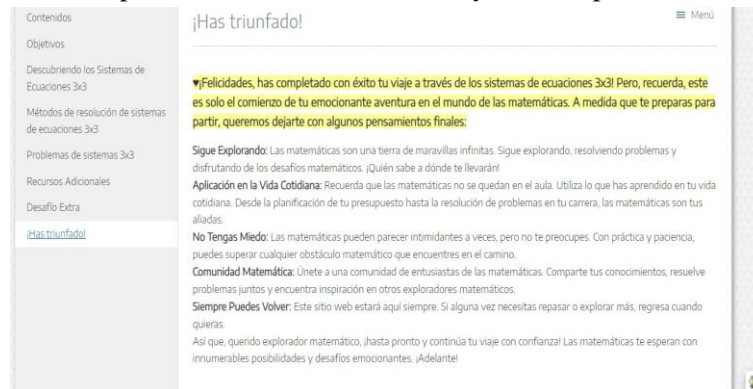 Contenidos
Objetivos
Descubriendo los Sistemas de
Ecuaciones 3x3
Métodos de resolución de sistemas
de ecuaciones 3x3
Problemas de sistemas 3x3
Recursos Adicionales
Desafío Extra
¡Has triunfado!
¡Has triunfado!
Menú
♥¡Felicidades, has completado con éxito tu viaje a través de los sistemas de ecuaciones 3x3! Pero, recuerda, este
es solo el comienzo de tu emocionante aventura en el mundo de las matemáticas. A medida que te preparas para
partir, queremos dejarte con algunos pensamientos finales:
Sigue Explorando: Las matemáticas son una tierra de maravillas infinitas. Sigue explorando, resolviendo problemas y
disfrutando de los desafíos matemáticos. ¡Quién sabe a dónde te llevarán!
Aplicación en la Vida Cotidiana: Recuerda que las matemáticas no se quedan en el aula. Utiliza lo que has aprendido en tu vida
cotidiana. Desde la planificación de tu presupuesto hasta la resolución de problemas en tu carrera, las matemáticas son tus
aliadas.
No Tengas Miedo: Las matemáticas pueden parecer intimidantes a veces, pero no te preocupes. Con práctica y paciencia,
puedes superar cualquier obstáculo matemático que encuentres en el camino.
Comunidad Matemática: Únete a una comunidad de entusiastas de las matemáticas. Comparte tus conocimientos, resuelve
problemas juntos y encuentra inspiración en otros exploradores matemáticos.
Siempre Puedes Volver: Este sitio web estará aquí siempre. Si alguna vez necesitas repasar o explorar más, regresa cuando
quieras.
Así que, querido explorador matemático, ¡hasta pronto y continúa tu viaje con confianza! Las matemáticas te esperan con
innumerables posibilidades y desafíos emocionantes. ¡Adelante!